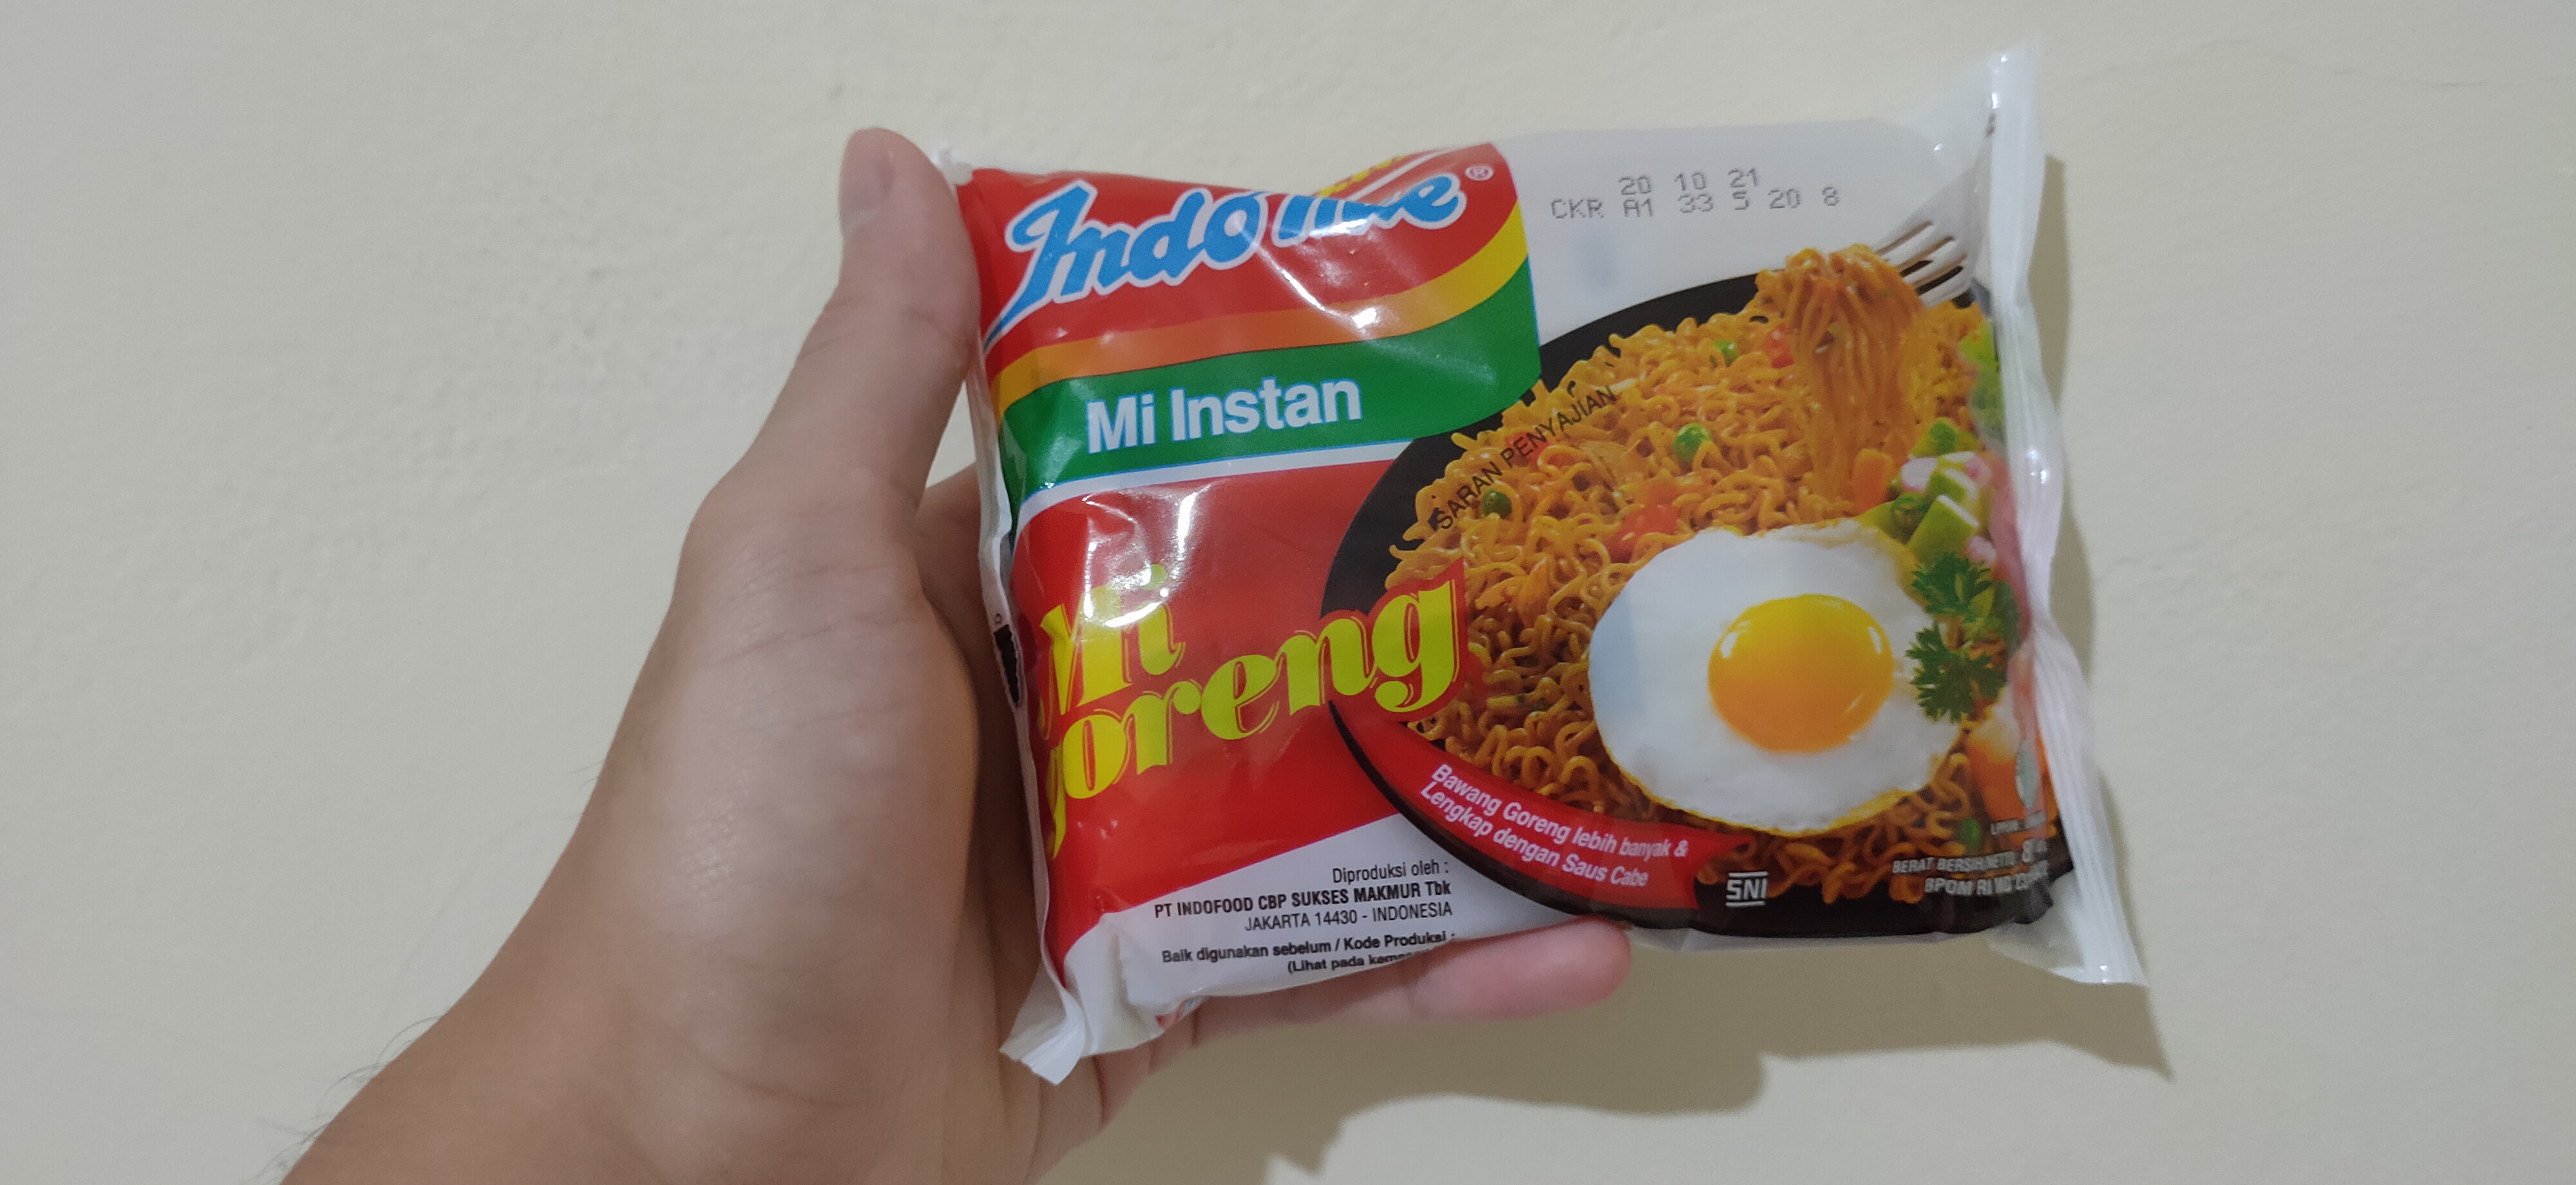 Indomie®
20 10 21
CKR A1 33 5 20 8
Mi Instan
SARAN PENYAJIAN
Mi
goreng
Bawang Goreng lebih banyak &
Lengkap dengan Saus Cabe
Diproduksi oleh :
PT INDOFOOD CBP SUKSES MAKMUR Tbk
JAKARTA 14430 - INDONESIA
Baik digunakan sebelum / Kode Produksi :
(Lihat pada
SNI
BERAT BERSIH/NETTO
BPOM RI MD